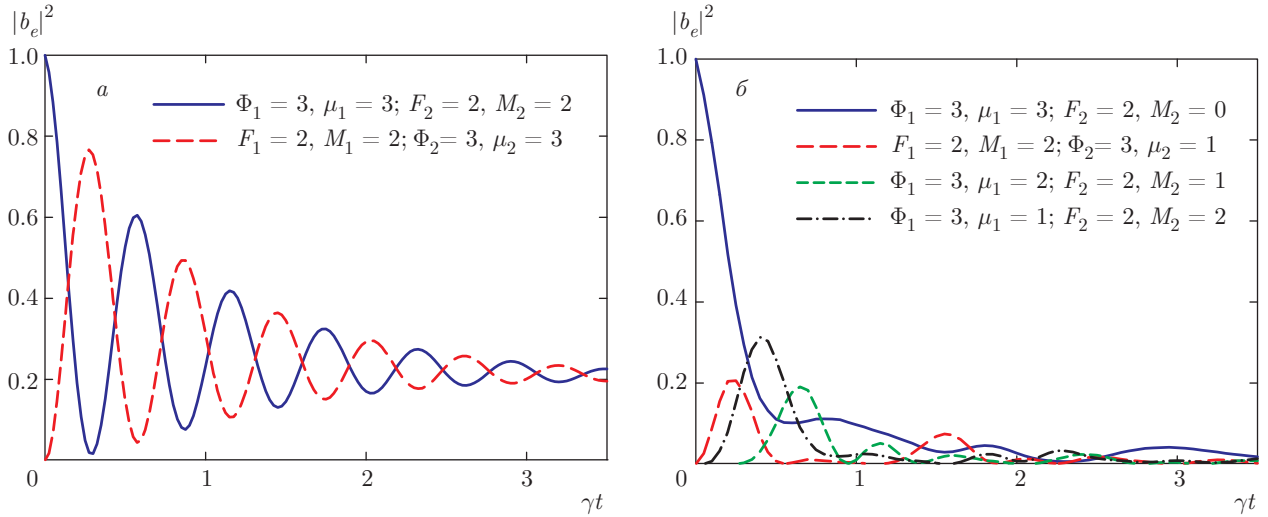 |b_e|^2
1.0
а
Φ_1 = 3, μ_1 = 3; F_2 = 2, M_2 = 2
F_1 = 2, M_1 = 2; Φ_2 = 3, μ_2 = 3
0.8
0.6
0.4
0.2
0 1 2 3
γt
|b_e|^2
1.0
б
Φ_1 = 3, μ_1 = 3; F_2 = 2, M_2 = 0
F_1 = 2, M_1 = 2; Φ_2 = 3, μ_2 = 1
Φ_1 = 3, μ_1 = 2; F_2 = 2, M_2 = 1
Φ_1 = 3, μ_1 = 1; F_2 = 2, M_2 = 2
0.8
0.6
0.4
0.2
0 1 2 3
γt